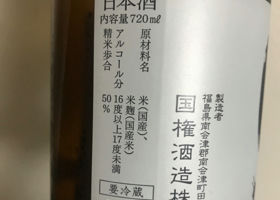 日本酒
内容量720ml
原材料名
米(国産)、
米麹(国産米)
アルコール分
16度以上17度未満
精米歩合
50%
要冷蔵
製造者
福島県南会津郡南会津町田
国権酒造株